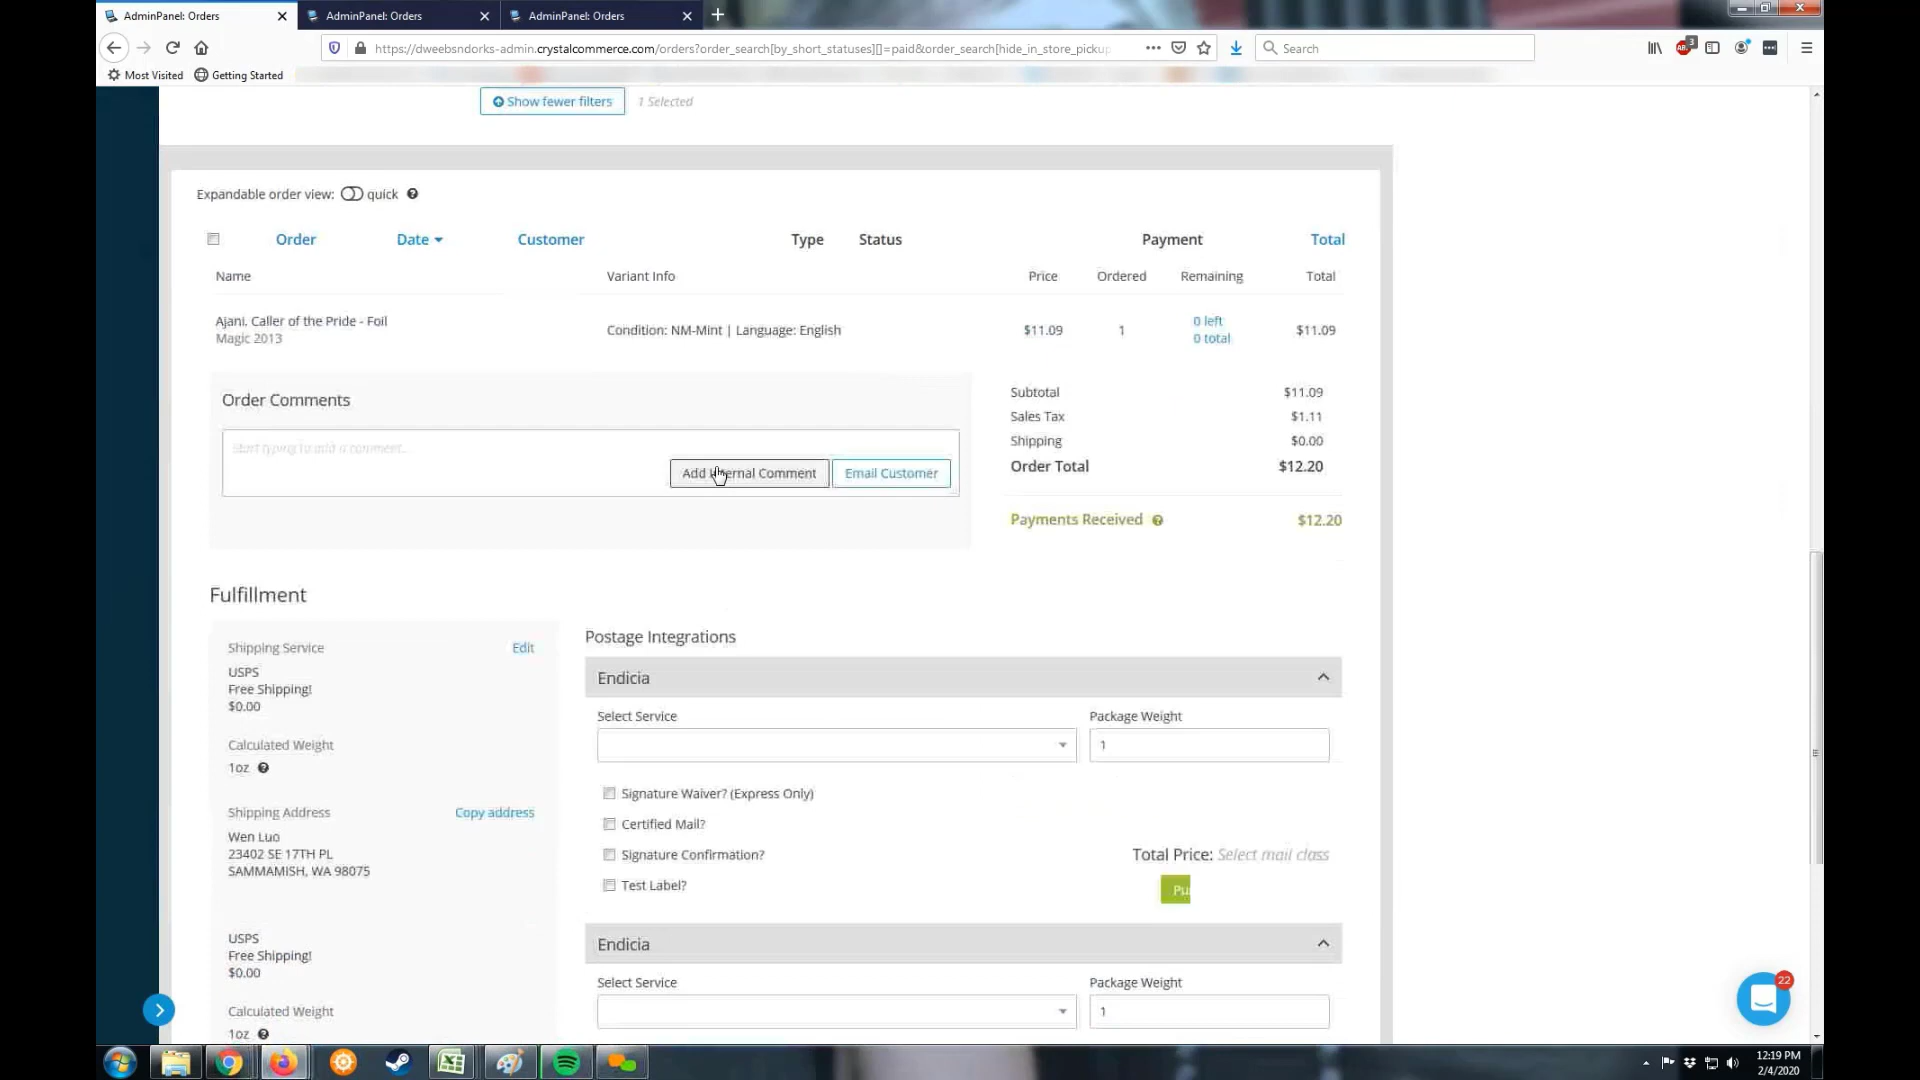 AdminPanel: Orders
AdminPanel: Orders
AdminPanel: Orders
https://dweebsndorks-admin.crystalcommerce.com/orders?order_search[by_short_statuses][]=paid&order_search[hide_in_store_pickup
Search
3
Most Visited
Getting Started
Show fewer filters
1 Selected
Expandable order view: quick
Order Date Customer Type Status Payment Total
Name Variant Info Price Ordered Remaining Total
Ajani, Caller of the Pride - Foil
Magic 2013
Condition: NM-Mint | Language: English
$11.09
1
0 left
0 total
$11.09
Order Comments
Start typing to add a comment...
Add Internal Comment
Email Customer
Subtotal $11.09
Sales Tax $1.11
Shipping $0.00
Order Total $12.20
Payments Received $12.20
Fulfillment
Shipping Service Edit
USPS
Free Shipping!
$0.00
Calculated Weight
1oz
Shipping Address Copy address
Wen Luo
23402 SE 17TH PL
SAMMAMISH, WA 98075
USPS
Free Shipping!
$0.00
Calculated Weight
1oz
Postage Integrations
Endicia
Select Service Package Weight
1
Signature Waiver? (Express Only)
Certified Mail?
Signature Confirmation?
Test Label?
Total Price: Select mail class
Pu
Endicia
Select Service Package Weight
1
22
12:19 PM
2/4/2020